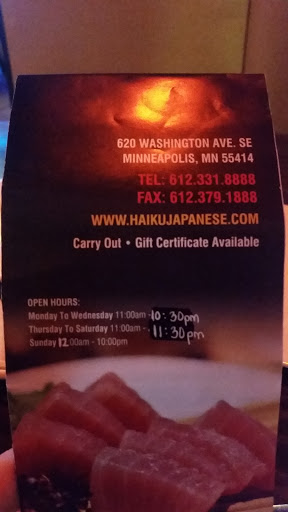 620 WASHINGTON AVE. SE
MINNEAPOLIS, MN 55414
TEL: 612.331.8888
FAX: 612.379.1888
WWW.HAIKUJAPANESE.COM
Carry Out • Gift Certificate Available
OPEN HOURS:
Monday To Wednesday 11:00am - 10:30pm
Thursday To Saturday 11:00am - 11:30pm
Sunday 12:00am - 10:00pm